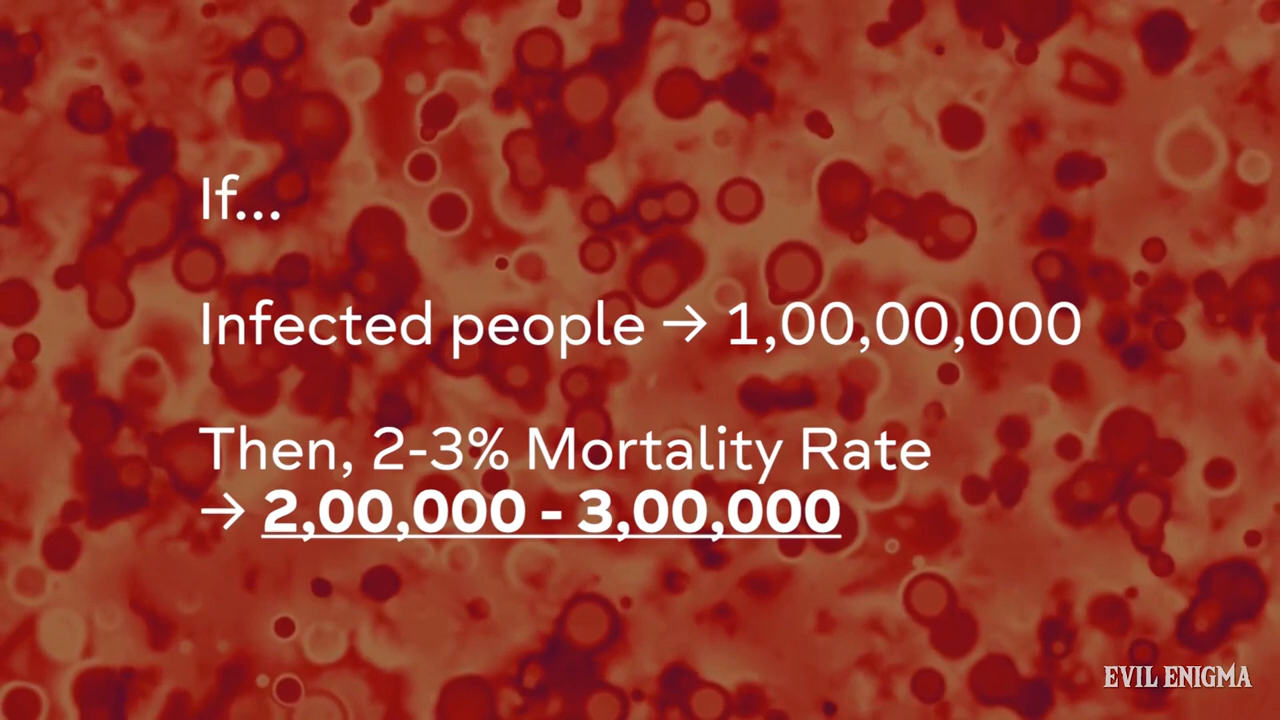 If...
Infected people → 1,00,00,000
Then, 2-3% Mortality Rate
→ 2,00,000 - 3,00,000
EVIL ENIGMA